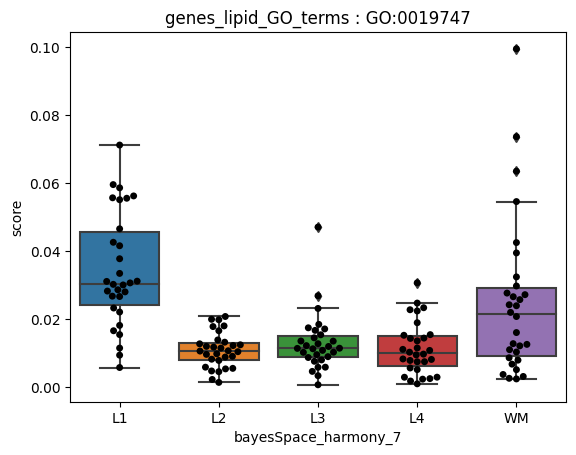 genes_lipid_GO_terms : GO:0019747
0.10
0.08
0.06
0.04
0.02
0.00
score
L1 L2 L3 L4 WM
bayesSpace_harmony_7